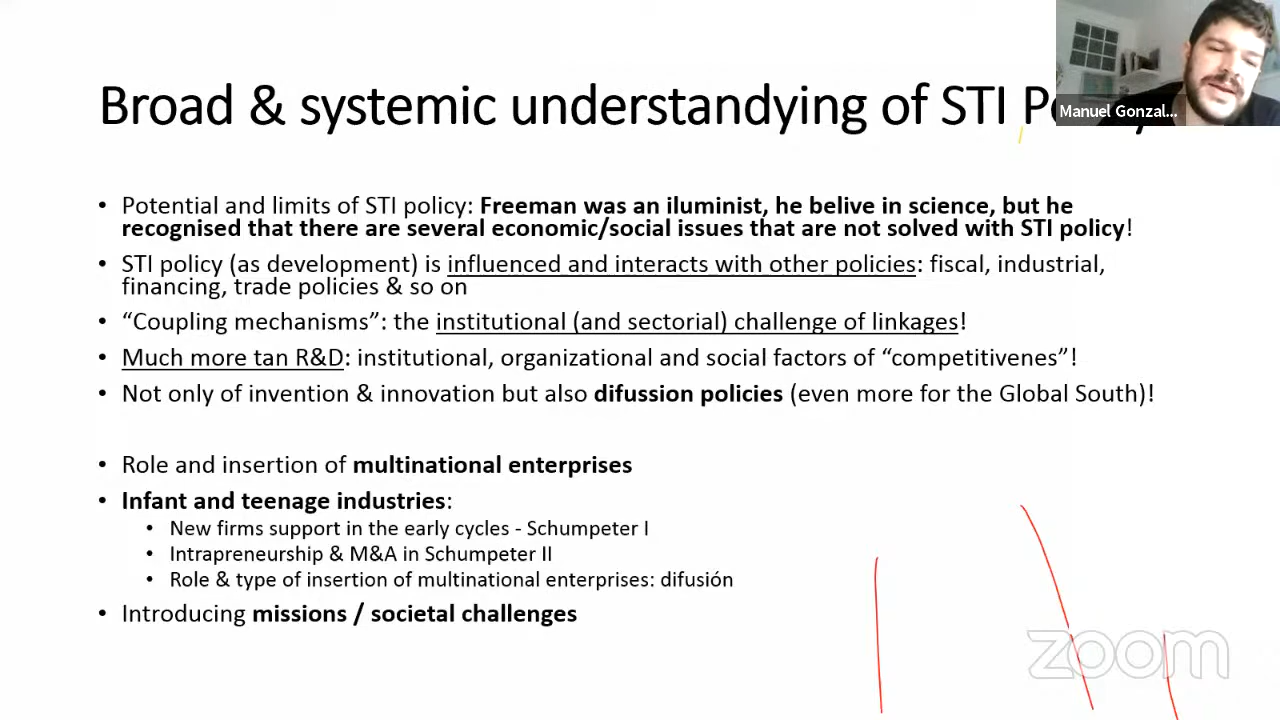 Broad & systemic understandying of STI Policy
Manuel Gonzal...
• Potential and limits of STI policy: Freeman was an iluminist, he belive in science, but he
recognised that there are several economic/social issues that are not solved with STI policy!
• STI policy (as development) is influenced and interacts with other policies: fiscal, industrial,
financing, trade policies & so on
• “Coupling mechanisms”: the institutional (and sectorial) challenge of linkages!
• Much more tan R&D: institutional, organizational and social factors of “competitivenes”!
• Not only of invention & innovation but also difussion policies (even more for the Global South)!
• Role and insertion of multinational enterprises
• Infant and teenage industries:
• New firms support in the early cycles - Schumpeter I
• Intrapreneurship & M&A in Schumpeter II
• Role & type of insertion of multinational enterprises: difusión
• Introducing missions / societal challenges
zoom